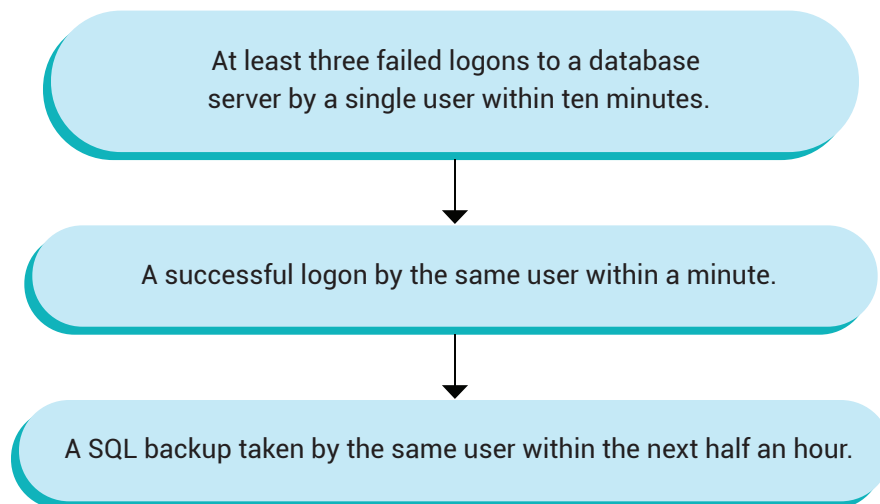 At least three failed logons to a database
server by a single user within ten minutes.
A successful logon by the same user within a minute.
A SQL backup taken by the same user within the next half an hour.